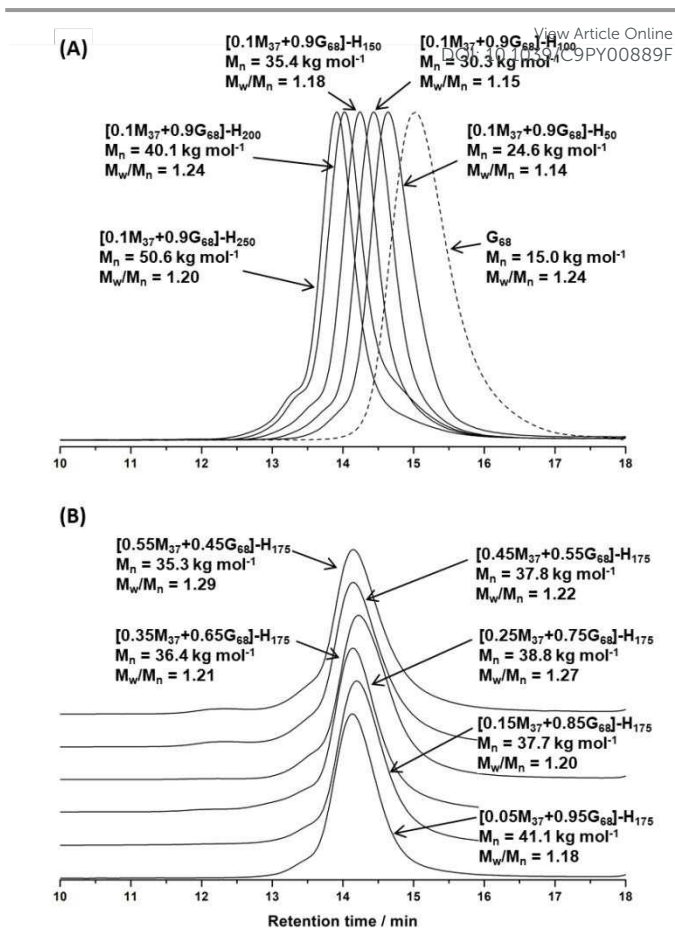 View Article Online
DOI: 10.1039/C9PY00889F
(A)
[0.1M37+0.9G68]-H150
Mn = 35.4 kg mol-1
Mw/Mn = 1.18
[0.1M37+0.9G68]-H100
Mn = 30.3 kg mol-1
Mw/Mn = 1.15
[0.1M37+0.9G68]-H200
Mn = 40.1 kg mol-1
Mw/Mn = 1.24
[0.1M37+0.9G68]-H50
Mn = 24.6 kg mol-1
Mw/Mn = 1.14
[0.1M37+0.9G68]-H250
Mn = 50.6 kg mol-1
Mw/Mn = 1.20
G68
Mn = 15.0 kg mol-1
Mw/Mn = 1.24
10 11 12 13 14 15 16 17 18
(B)
[0.55M37+0.45G68]-H175
Mn = 35.3 kg mol-1
Mw/Mn = 1.29
[0.45M37+0.55G68]-H175
Mn = 37.8 kg mol-1
Mw/Mn = 1.22
[0.35M37+0.65G68]-H175
Mn = 36.4 kg mol-1
Mw/Mn = 1.21
[0.25M37+0.75G68]-H175
Mn = 38.8 kg mol-1
Mw/Mn = 1.27
[0.15M37+0.85G68]-H175
Mn = 37.7 kg mol-1
Mw/Mn = 1.20
[0.05M37+0.95G68]-H175
Mn = 41.1 kg mol-1
Mw/Mn = 1.18
10 11 12 13 14 15 16 17 18
Retention time / min